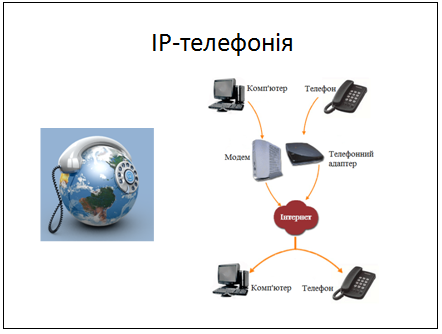 IP-телефонія
Комп'ютер
Телефон
Модем
Телефонний
адаптер
Інтернет
Комп'ютер
Телефон